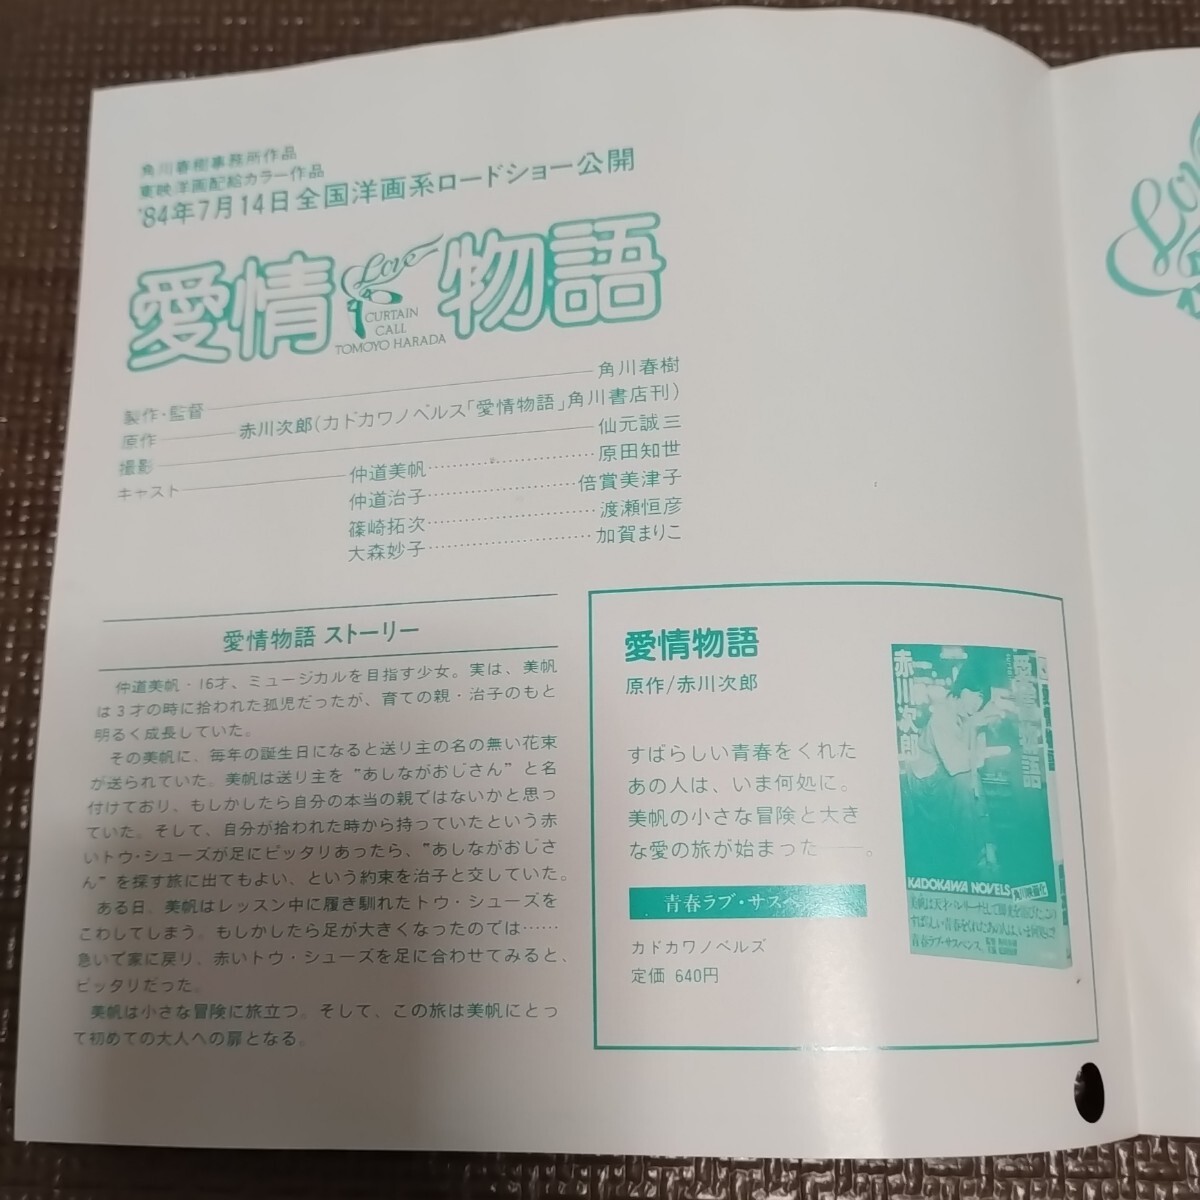 角川春樹事務所作品
東映洋画配給カラー作品
'84年7月14日全国洋画系ロードショー公開
愛情物語
Love
CURTAIN
CALL
TOMOYO HARADA
製作・監督 角川春樹
原作 赤川次郎(カドカワノベルス「愛情物語」角川書店刊)
撮影 仙元誠三
キャスト 仲道美帆 原田知世
仲道治子 倍賞美津子
篠崎拓次 渡瀬恒彦
大森妙子 加賀まりこ
愛情物語 ストーリー
仲道美帆・16才、ミュージカルを目指す少女。実は、美帆
は3才の時に拾われた孤児だったが、育ての親・治子のもと
明るく成長していた。
その美帆に、毎年の誕生日になると送り主の名の無い花束
が送られていた。美帆は送り主を"あしながおじさん"と名
付けており、もしかしたら自分の本当の親ではないかと思っ
ていた。そして、自分が拾われた時から持っていたという赤
いトウ・シューズが足にピッタリあったら、"あしながおじさ
ん"を探す旅に出てもよい、という約束を治子と交していた。
ある日、美帆はレッスン中に履き馴れたトウ・シューズを
こわしてしまう。もしかしたら足が大きくなったのでは……
急いで家に戻り、赤いトウ・シューズを足に合わせてみると、
ピッタリだった。
美帆は小さな冒険に旅立つ。そして、この旅は美帆にとっ
て初めての大人への扉となる。
愛情物語
原作/赤川次郎
すばらしい青春をくれた
あの人は、いま何処に。
美帆の小さな冒険と大き
な愛の旅が始まった――。
青春ラブ・サスペ
カドカワノベルズ
定価 640円
愛情物語
赤川次郎
KADOKAWA NOVELS
角川映画化
青春ラブ・サスペンス